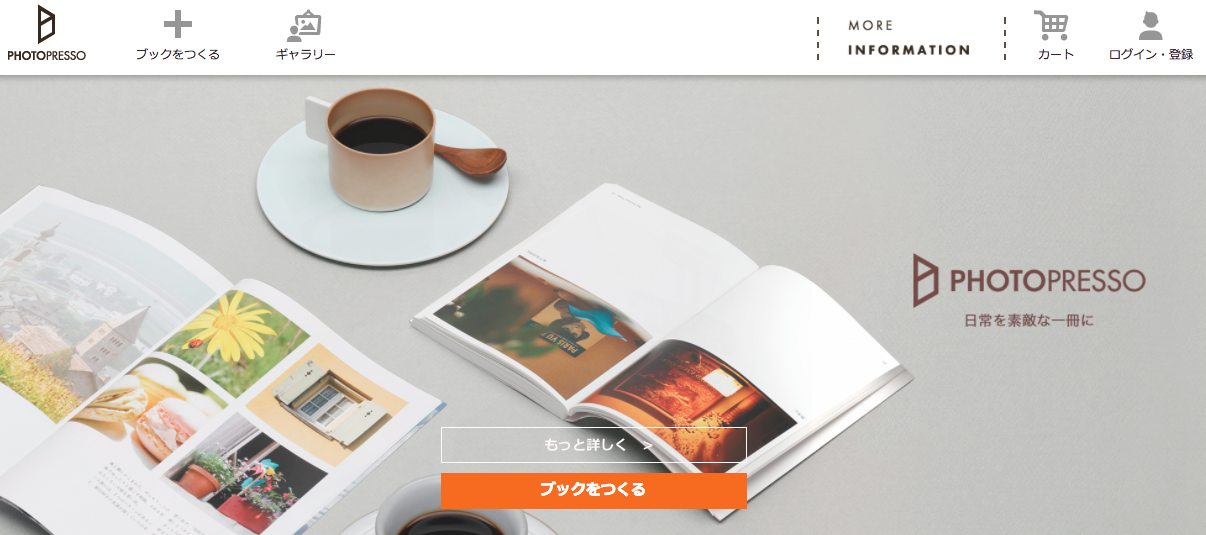 PHOTOPRESSO
ブックをつくる
ギャラリー
MORE
INFORMATION
カート
ログイン・登録
PHOTOPRESSO
日常を素敵な一冊に
もっと詳しく >
ブックをつくる